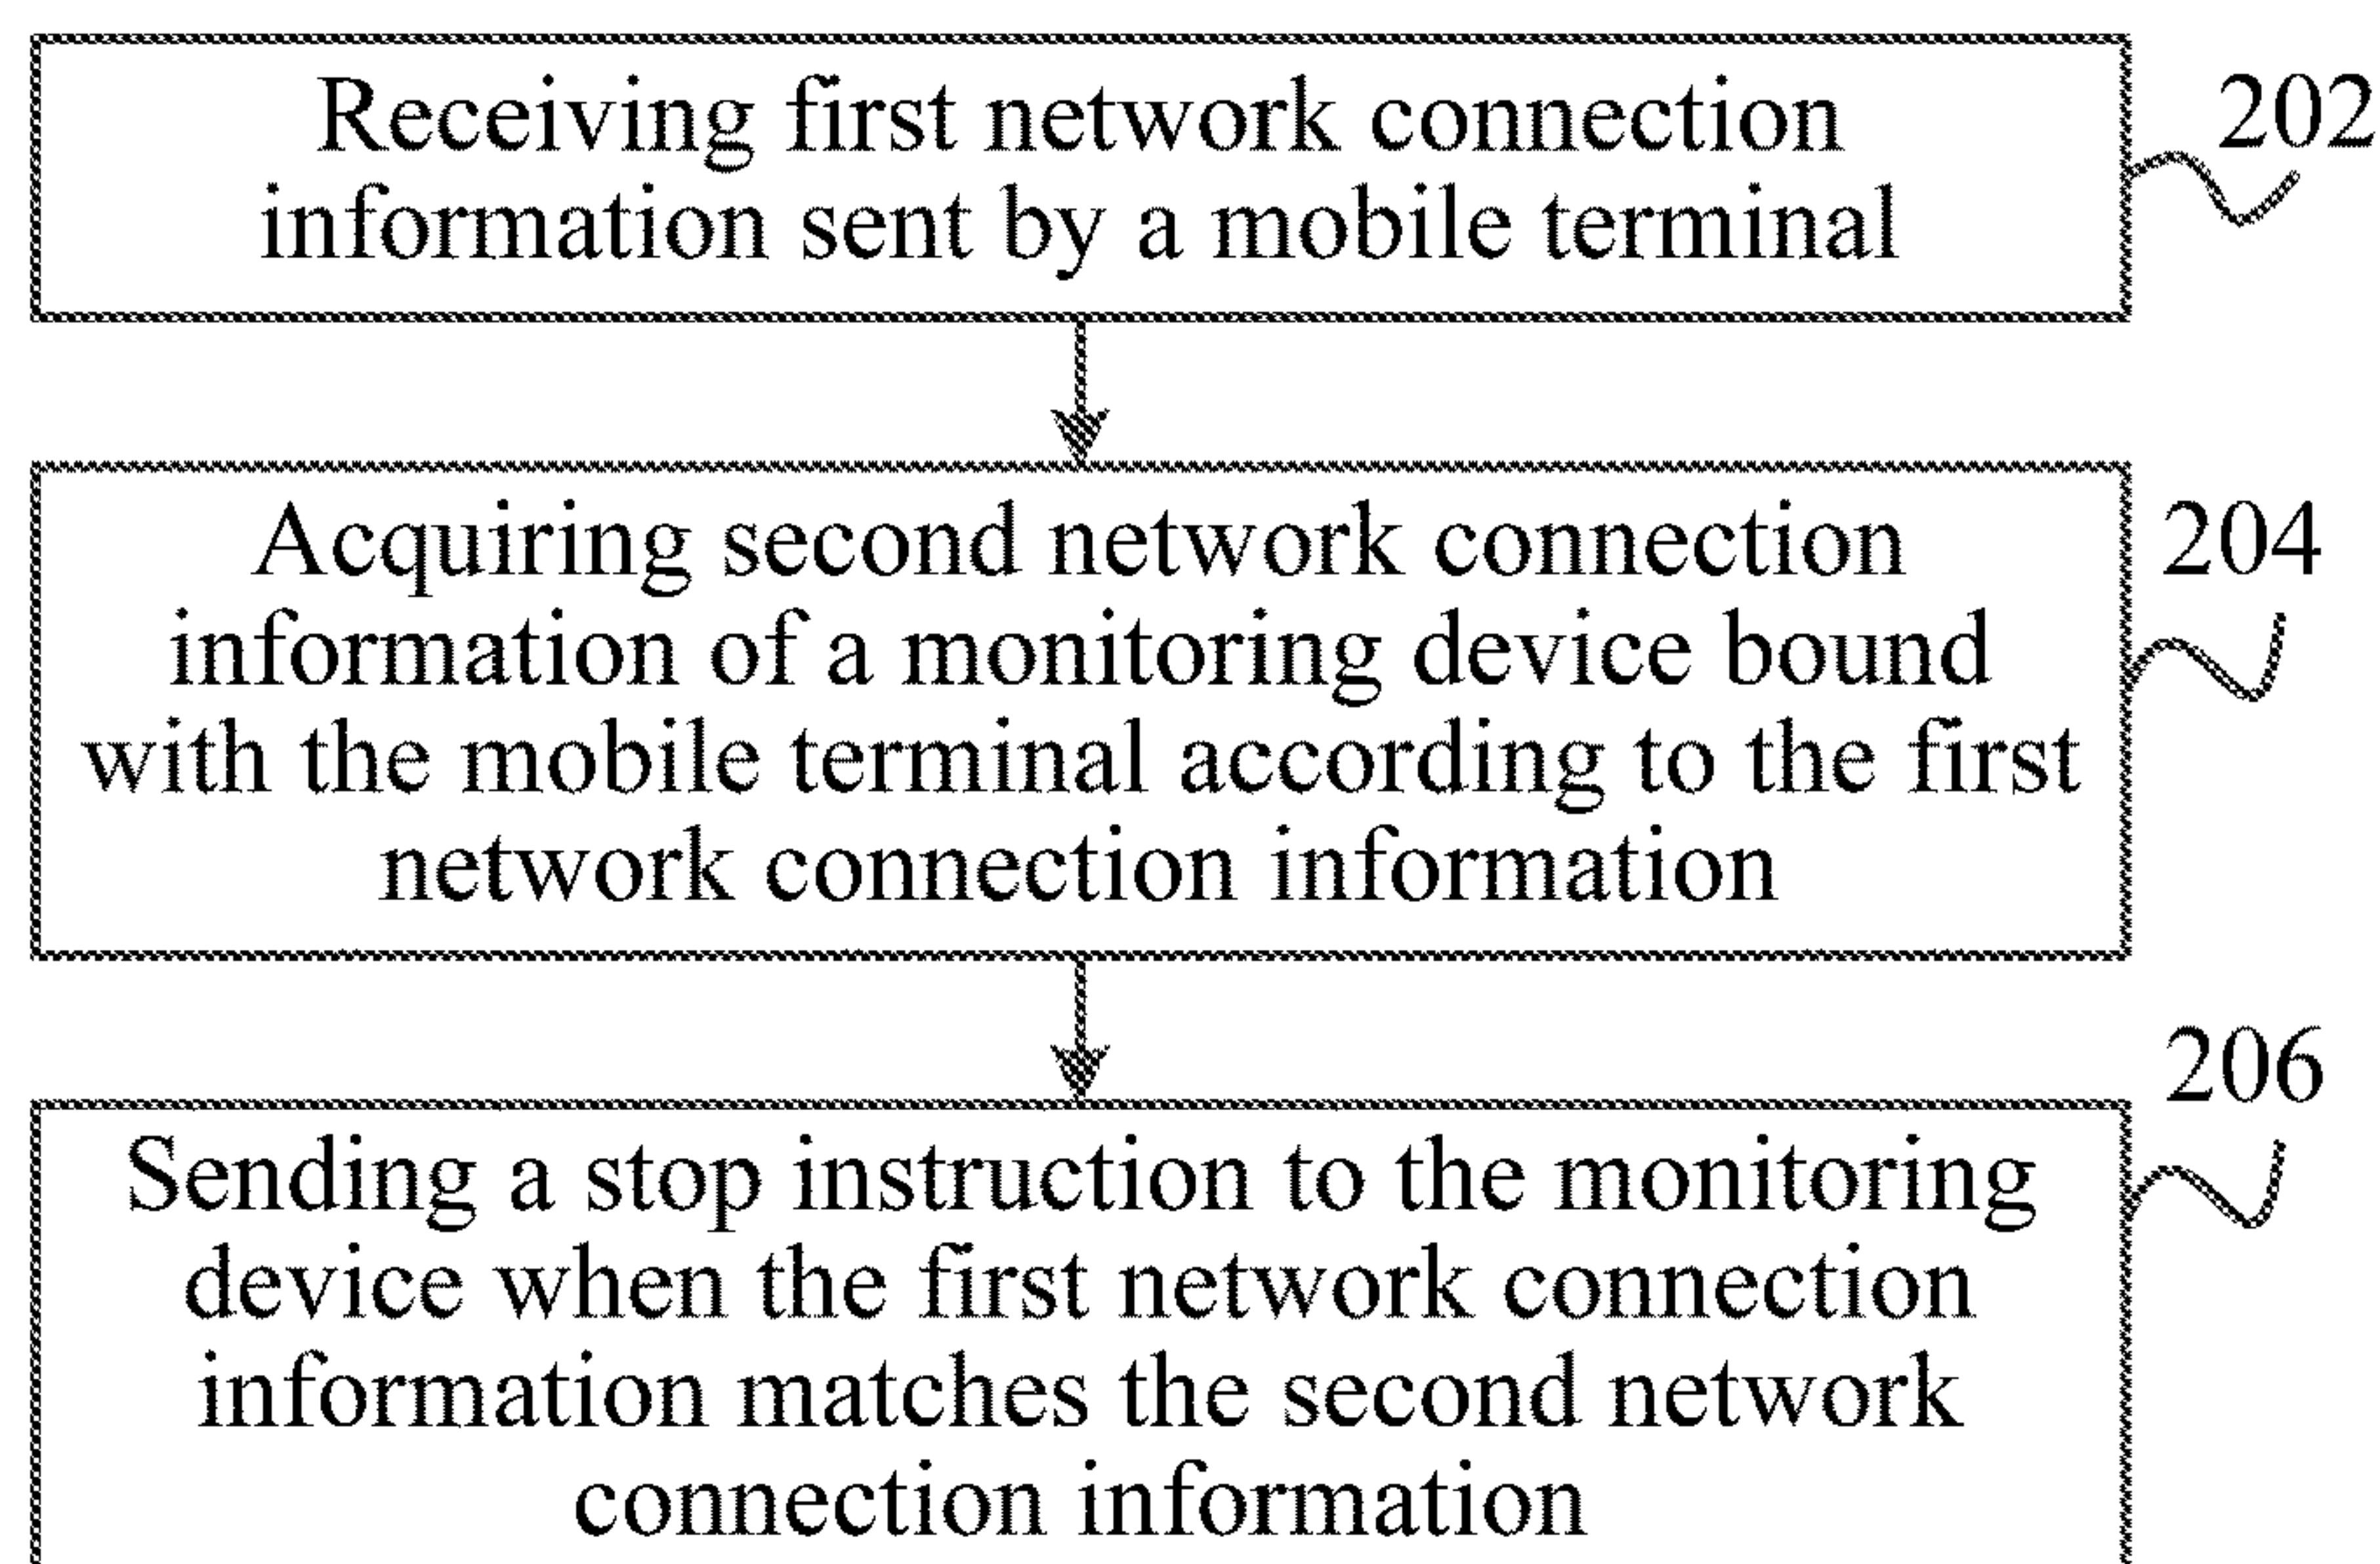 Receiving first network connection
information sent by a mobile terminal
202
Acquiring second network connection
information of a monitoring device bound
with the mobile terminal according to the first
network connection information
204
Sending a stop instruction to the monitoring
device when the first network connection
information matches the second network
connection information
206